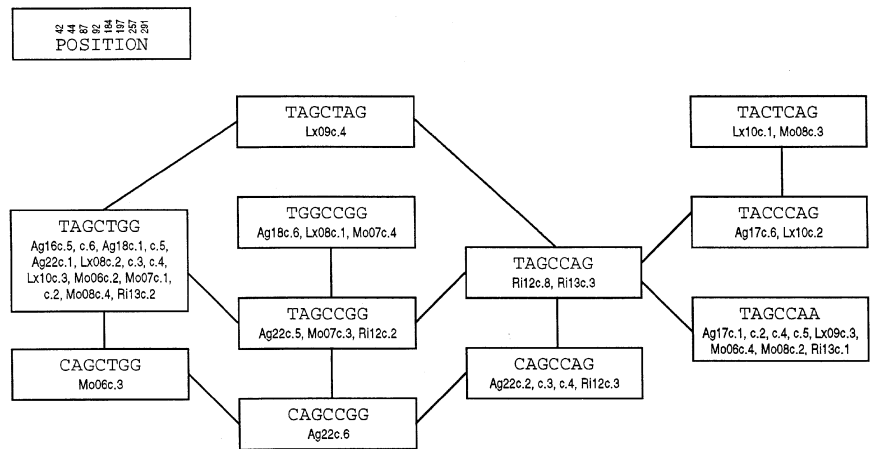 42 44 87 92 184 197 257 291
POSITION
TAGCTAG
Lx09c.4
TACTCAG
Lx10c.1, Mo08c.3
TAGCTGG
Ag16c.5, c.6, Ag18c.1, c.5,
Ag22c.1, Lx08c.2, c.3, c.4,
Lx10c.3, Mo06c.2, Mo07c.1,
c.2, Mo08c.4, Ri13c.2
TGGCCGG
Ag18c.6, Lx08c.1, Mo07c.4
TACCCAG
Ag17c.6, Lx10c.2
TAGCCAG
Ri12c.8, Ri13c.3
TAGCCGG
Ag22c.5, Mo07c.3, Ri12c.2
TAGCCAA
Ag17c.1, c.2, c.4, c.5, Lx09c.3,
Mo06c.4, Mo08c.2, Ri13c.1
CAGCTGG
Mo06c.3
CAGCCAG
Ag22c.2, c.3, c.4, Ri12c.3
CAGCCGG
Ag22c.6